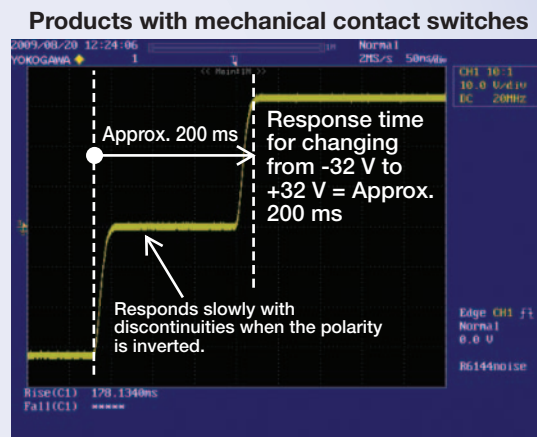 Products with mechanical contact switches
2009/08/20 12:24:06
Normal
YOKOGAWA ◆ 1
2MS/s 50ms/div
<< Main:1M >>
CH1 10:1
10.0 V/div
DC 20MHz
Approx. 200 ms
Response time
for changing
from -32 V to
+32 V = Approx.
200 ms
Responds slowly with
discontinuities when the polarity
is inverted.
Edge CH1
Normal
0.0 V
R6144noise
Rise(C1) 178.1340ms
Fall(C1) *****